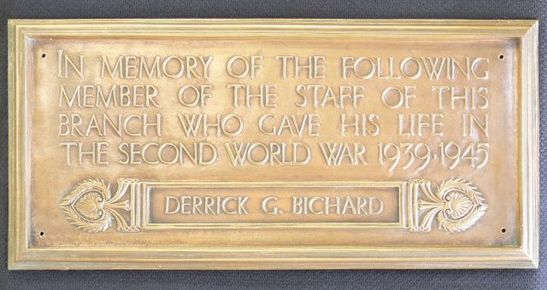 IN MEMORY OF THE FOLLOWING
MEMBER OF THE STAFF OF THIS
BRANCH WHO GAVE HIS LIFE IN
THE SECOND WORLD WAR 1939·1945
DERRICK G. BICHARD